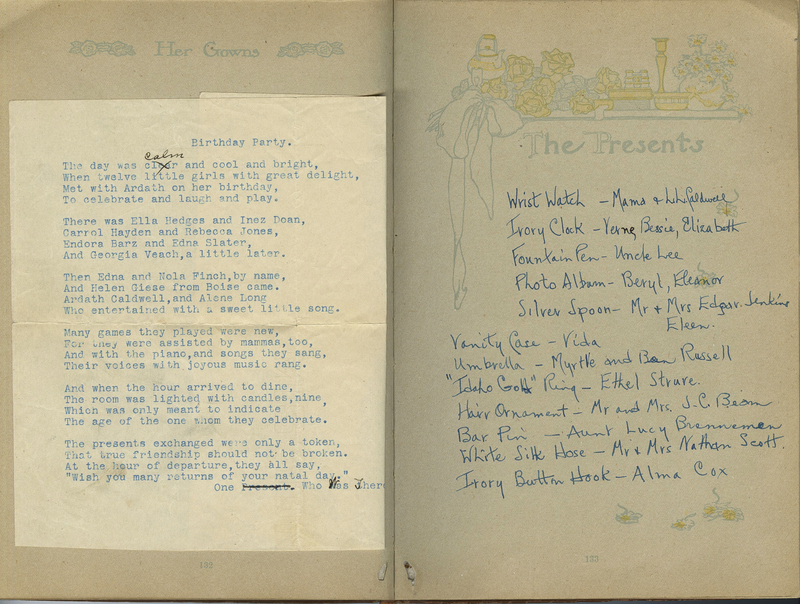 Her Gowns
Birthday Party.
calm
The day was clear and cool and bright,
When twelve little girls with great delight,
Met with Ardath on her birthday,
To celebrate and laugh and play.
There was Ella Hedges and Inez Doan,
Carrol Hayden and Rebecca Jones,
Endora Barz and Edna Slater,
And Georgia Veach,a little later.
Then Edna and Nola Finch,by name,
And Helen Giese from Boise came.
Ardath Caldwell,and Alene Long
Who entertained with a sweet little song.
Many games they played were new,
For they were assisted by mammas,too,
And with the piano,and songs they sang,
Their voices with joyous music rang.
And when the hour arrived to dine,
The room was lighted with candles,nine,
Which was only meant to indicate
The age of the one whom they celebrate.
The presents exchanged were only a token,
That true friendship should not be broken.
At the hour of departure,they all say,
"Wish you many returns of your natal day."
One Present. Who Was There
132
The Presents
Wrist Watch - Mama & L.L. Caldwell
Ivory Clock - Verne, Bessie, Elizabeth
Fountain Pen - Uncle Lee
Photo Album - Beryl, Eleanor
Silver Spoon - Mr & Mrs Edgar. Jenkins
Eleen.
Vanity Case - Vida
Umbrella - Myrtle and Ben Russell
"Idaho Gold" Ring - Ethel Strave.
Hair Ornament - Mr and Mrs. J.C. Beam
Bar Pin - Aunt Lucy Brenneman
White Silk Hose - Mr & Mrs Nathan Scott.
Ivory Button Hook - Alma Cox
133